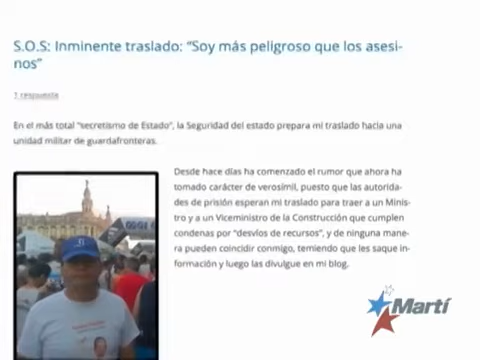 S.O.S: Inminente traslado: “Soy más peligroso que los asesi-
nos”
1 respuesta
En el más total “secretismo de Estado”, la Seguridad del estado prepara mi traslado hacia una
unidad militar de guardafronteras.
Desde hace días ha comenzado el rumor que ahora ha
tomado carácter de verosímil, puesto que las autorida-
des de prisión esperan mi traslado para traer a un Minis-
tro y a un Viceministro de la Construcción que cumplen
condenas por “desvíos de recursos”, y de ninguna mane-
ra pueden coincidir conmigo, temiendo que les saque in-
formación y luego las divulgue en mi blog.
Martí